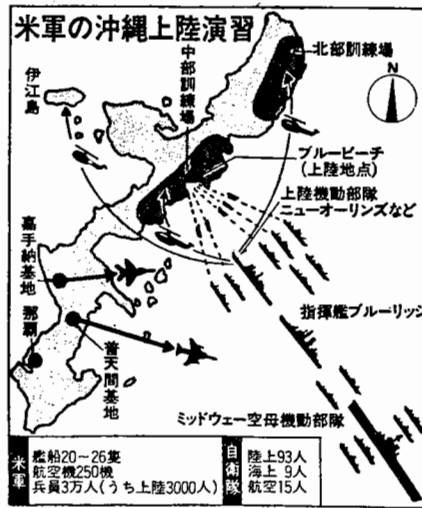 米軍の沖縄上陸演習
伊江島
中部訓練場
北部訓練場
N
ブルービーチ
(上陸地点)
上陸機動部隊
ニューオーリンズなど
嘉手納基地
那覇
普天間基地
指揮艦ブルーリッジ
ミッドウェー空母機動部隊
米軍
艦船20〜26隻
航空機250機
兵員3万人(うち上陸3000人)
自衛隊
陸上93人
海上 9人
航空15人